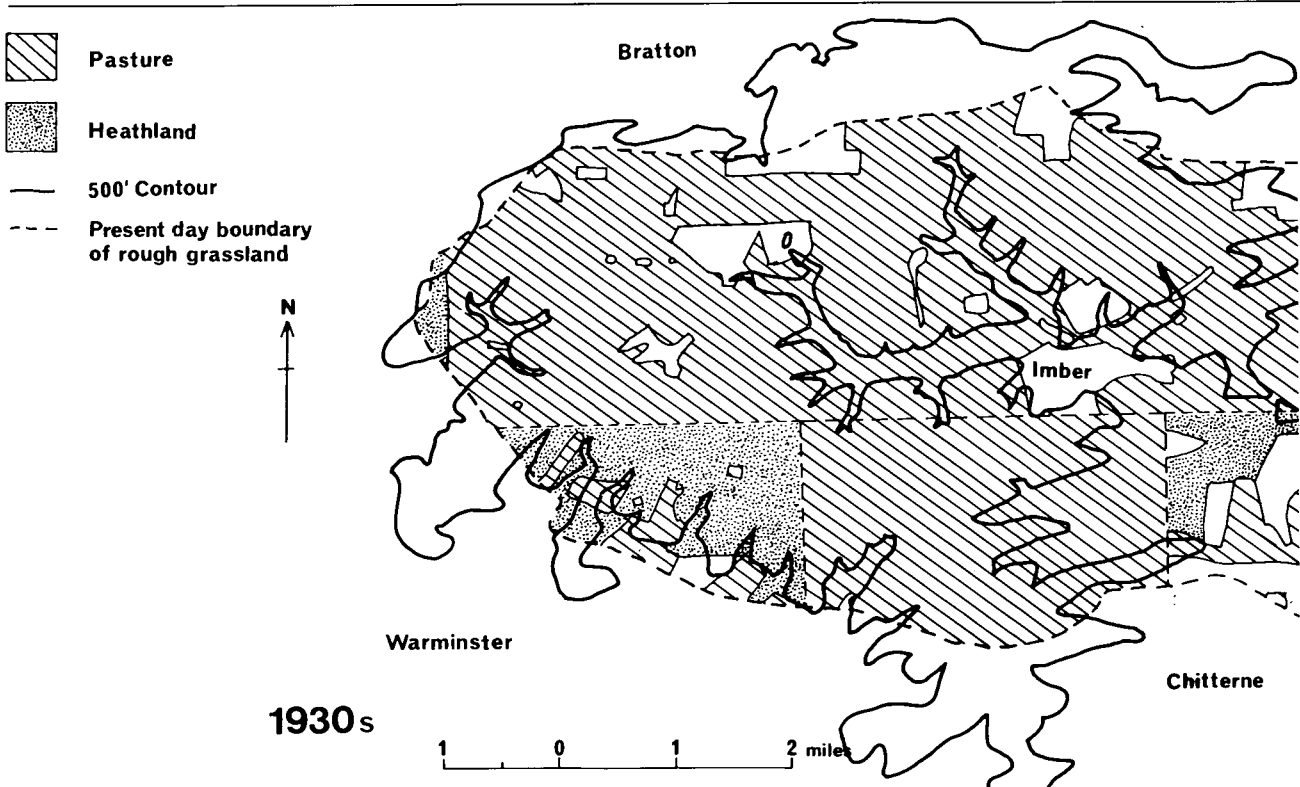 Pasture
Heathland
500' Contour
Present day boundary
of rough grassland
N
Bratton
Imber
Warminster
Chitterne
1930s
1 0 1 2 miles